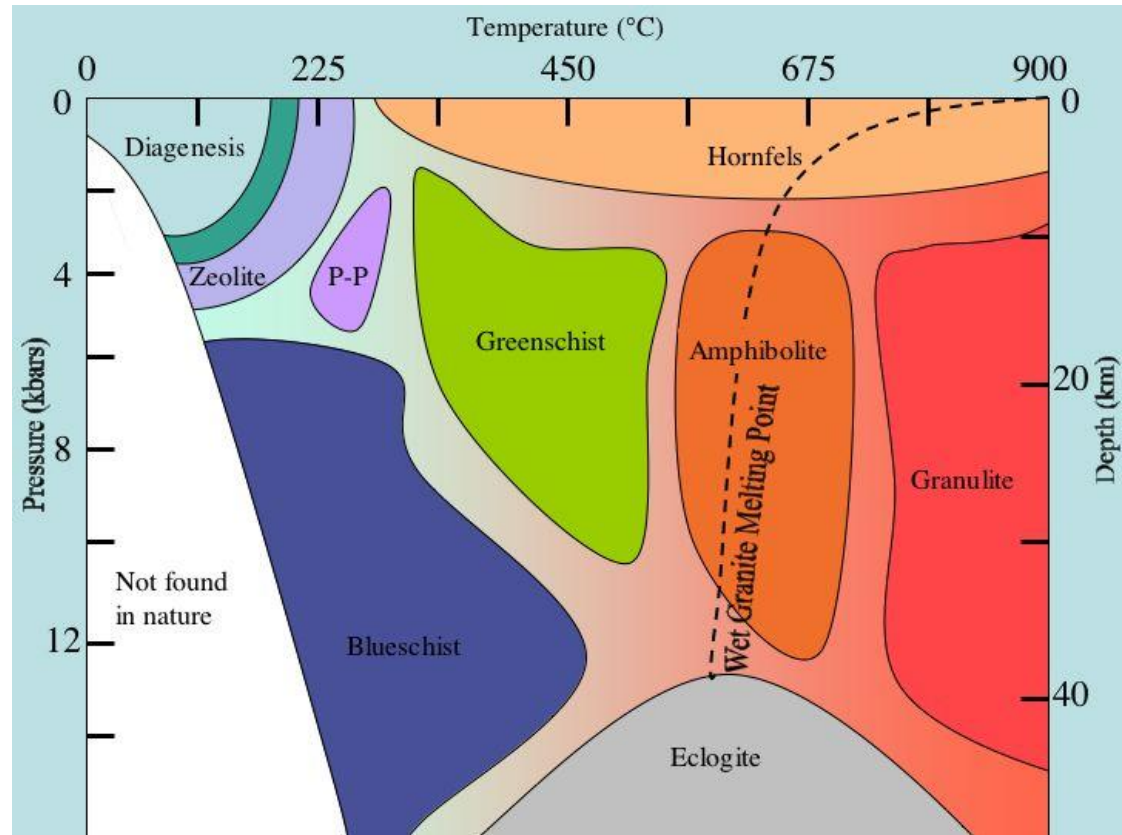 Temperature (°C)
0 225 450 675 900
0 0
Diagenesis
Hornfels
4
Zeolite
P-P
Greenschist
Amphibolite
20
Pressure (kbars)
Depth (km)
8
Granulite
Wet Granite Melting Point
Not found
in nature
12
Blueschist
40
Eclogite